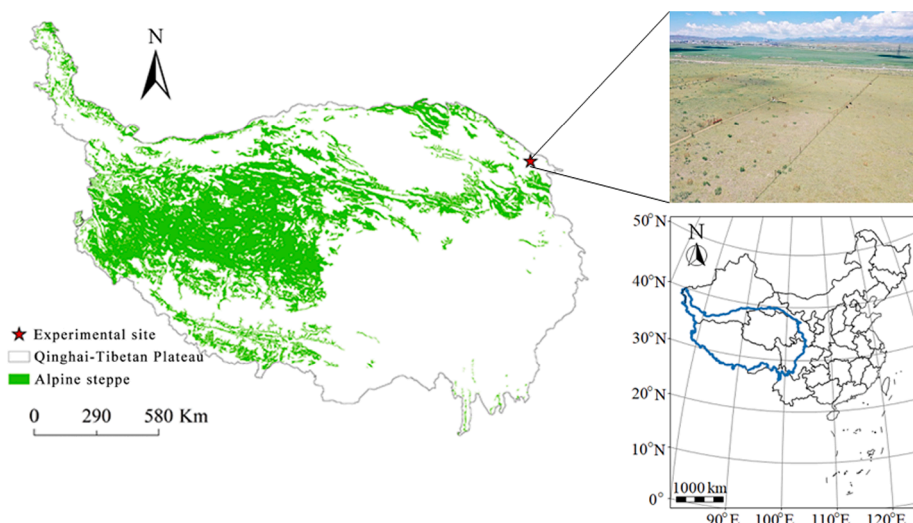 N
Experimental site
Qinghai-Tibetan Plateau
Alpine steppe
0 290 580 Km
50°N
40°N
30°N
20°N
10°N
0°
N
1000 km
90°E 100°E 110°E 120°E